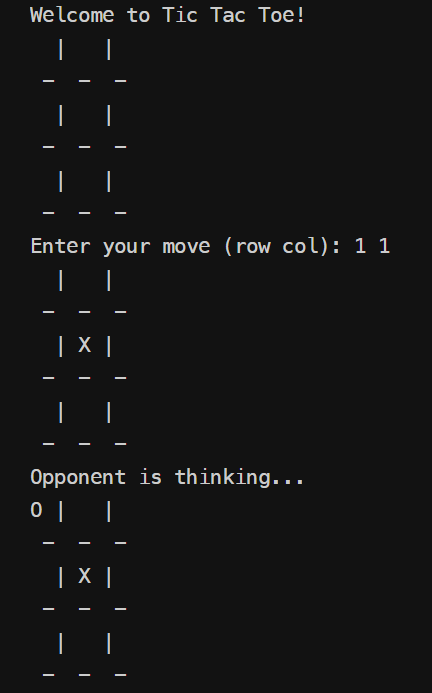 Welcome to Tic Tac Toe!
  |   |
 -  -  -
  |   |
 -  -  -
  |   |
 -  -  -
Enter your move (row col): 1 1
  |   |
 -  -  -
  | X |
 -  -  -
  |   |
 -  -  -
Opponent is thinking...
O |   |
 -  -  -
  | X |
 -  -  -
  |   |
 -  -  -